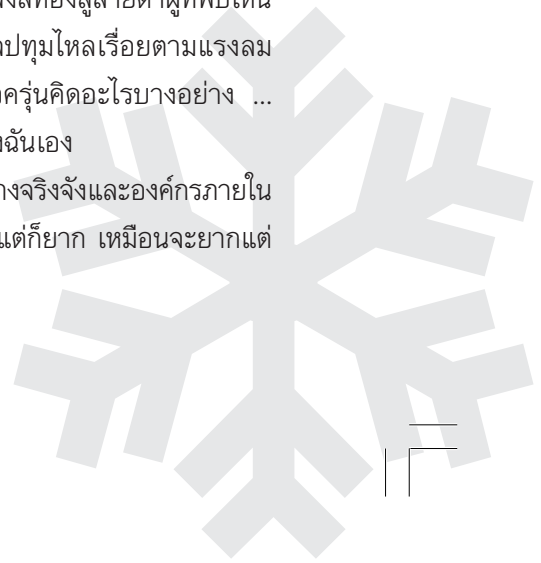 สู่สายตาผู้ที่พบเห็น
ปทุมไหลเรื่อยตามแรงลม
ครุ่นคิดอะไรบางอย่าง ...
ฉันเอง
างจริงจังและองค์กรภายใน
แต่ก็ยาก เหมือนจะยากแต่